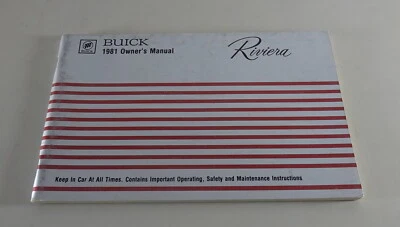 BUICK
1981 Owner's Manual
Riviera
Keep In Car At All Times. Contains Important Operating, Safety and Maintenance Instructions